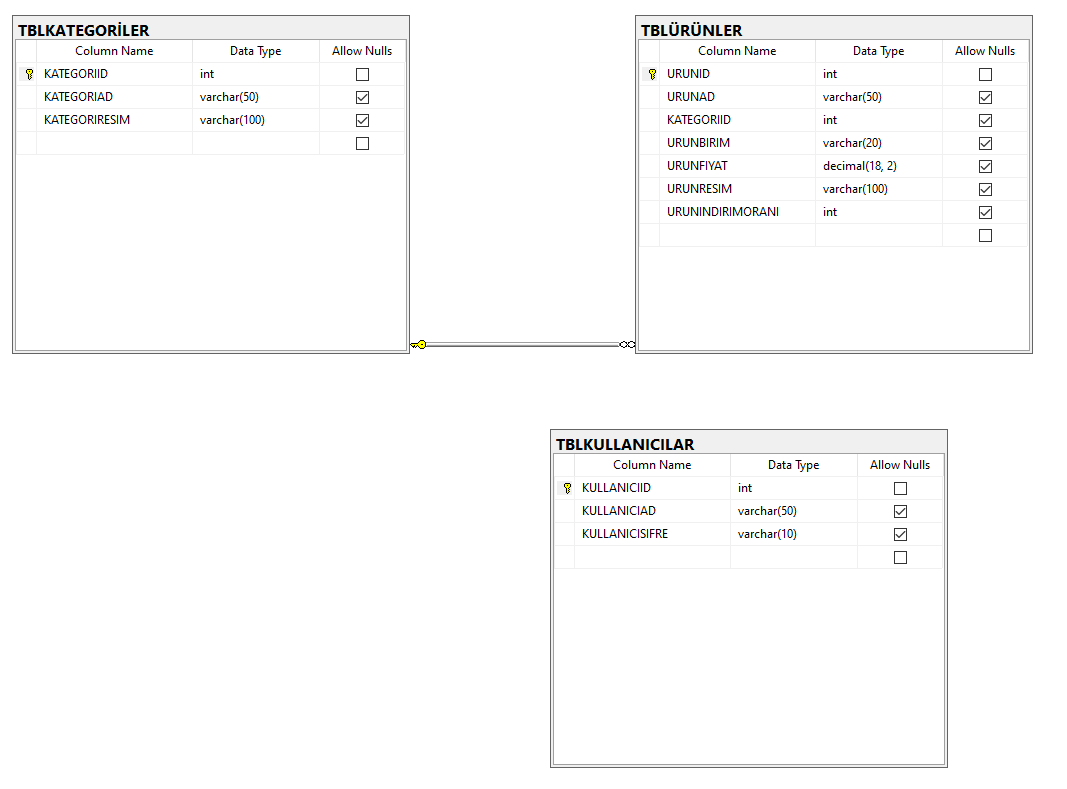 TBLKATEGORİLER
Column Name Data Type Allow Nulls
KATEGORIID int
KATEGORIAD varchar(50)
KATEGORIRESIM varchar(100)
TBLÜRÜNLER
Column Name Data Type Allow Nulls
URUNID int
URUNAD varchar(50)
KATEGORIID int
URUNBIRIM varchar(20)
URUNFIYAT decimal(18, 2)
URUNRESIM varchar(100)
URUNINDIRIMORANI int
TBLKULLANICILAR
Column Name Data Type Allow Nulls
KULLANICIID int
KULLANICIAD varchar(50)
KULLANICISIFRE varchar(10)